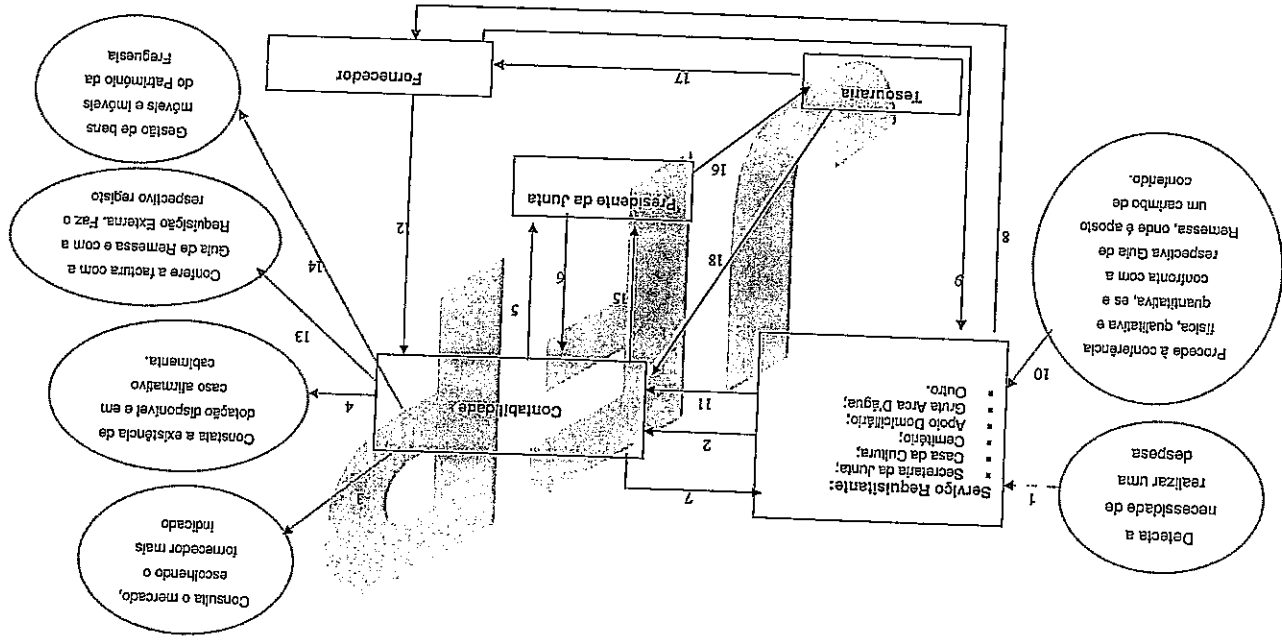 Detecta a
necessidade de
realizar uma
despesa
1
Serviço Requisitante:
▪ Secretaria da Junta;
▪ Casa da Cultura;
▪ Cemitério;
▪ Apoio Domiciliário;
▪ Gruta Arca D'água;
▪ Outro.
10
Procede à conferência
física, qualitativa e
quantitativa, es e
confronta com a
respectiva Guia de
Remessa, onde é aposto
um carimbo de
conferido.
7
2
11
Contabilidade
3
Consulta o mercado,
escolhendo o
fornecedor mais
indicado
4
Constata a existência de
dotação disponível e em
caso afirmativo
cabimenta.
13
Confere a factura com a
Guia de Remessa e com a
Requisição Externa. Faz o
respectivo registo
14
Gestão de bens
móveis e imóveis
do Património da
Freguesia
18
15
6
5
12
8
9
Presidente da Junta
16
Tesouraria
17
Fornecedor